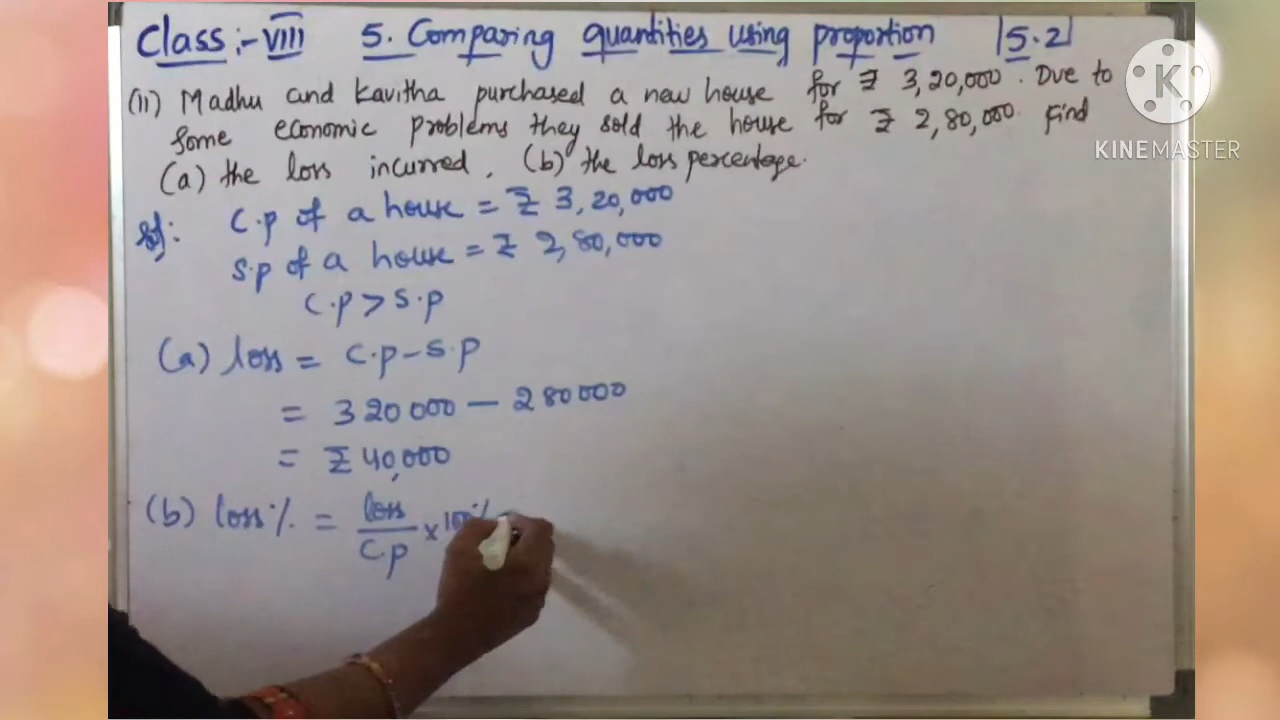 Class:- VIII 5. Comparing quantities using proportion |5.2|
(11) Madhu and Kavitha purchased a new house for ₹ 3,20,000. Due to
some economic problems they sold the house for ₹ 2,80,000. Find
(a) the loss incurred, (b) the loss percentage.
Sol: C.P of a house = ₹ 3,20,000
S.P of a house = ₹ 2,80,000
C.P > S.P
(a) loss = C.P - S.P
= 320000 - 280000
= ₹ 40,000
(b) loss% = loss/C.P × 100%
K
KINEMASTER